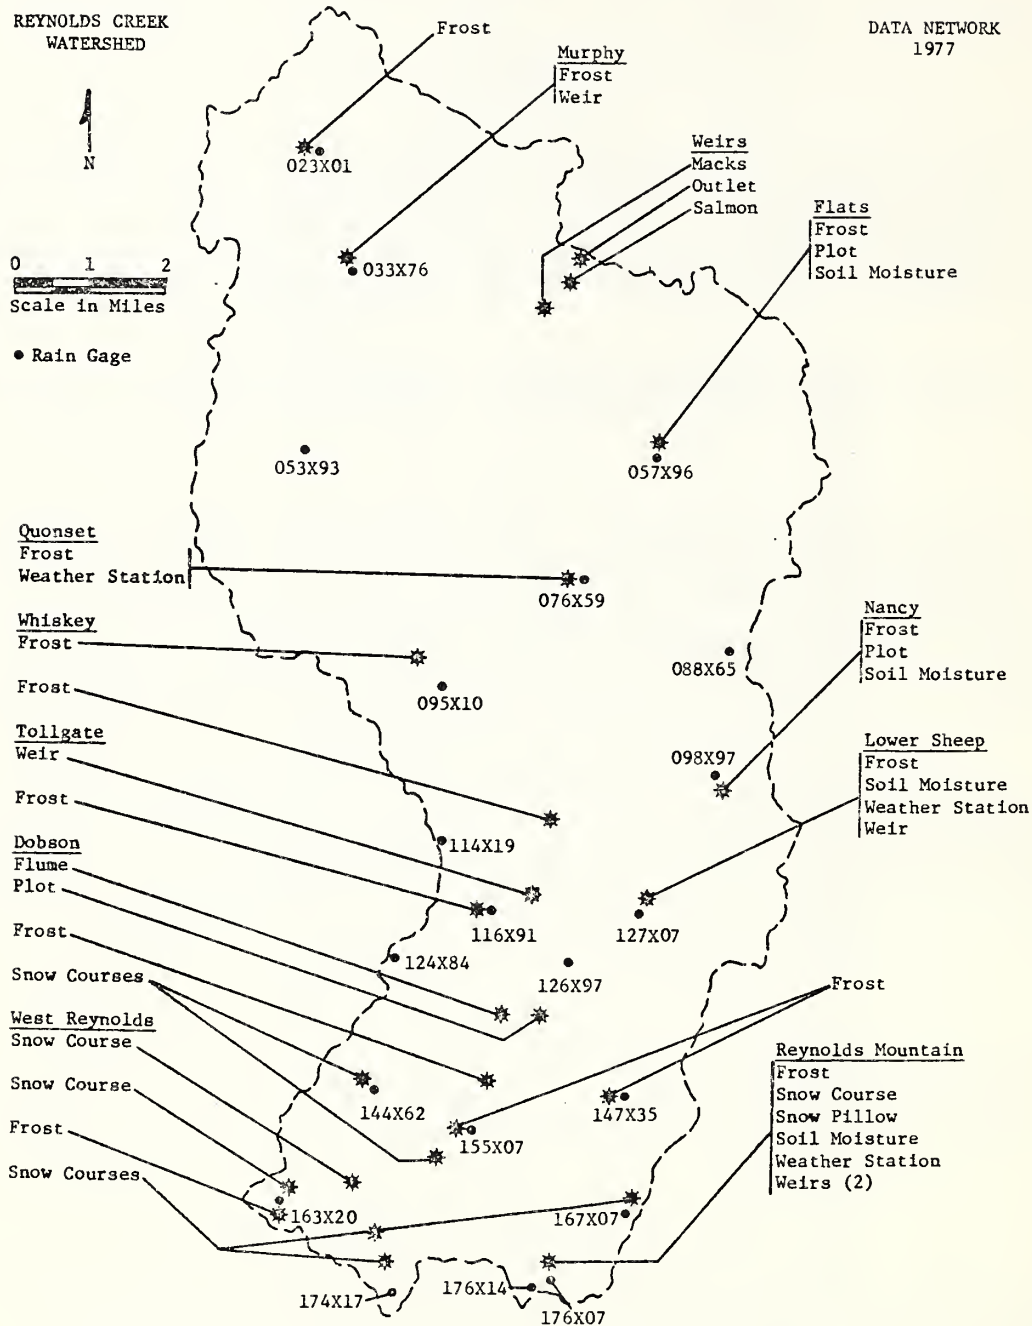 REYNOLDS CREEK
WATERSHED
DATA NETWORK
1977
N
0 1 2
Scale in Miles
● Rain Gage
Frost
Murphy
Frost
Weir
Weirs
Macks
Outlet
Salmon
Flats
Frost
Plot
Soil Moisture
023X01
033X76
053X93
057X96
Quonset
Frost
Weather Station
076X59
Whiskey
Frost
095X10
088X65
Nancy
Frost
Plot
Soil Moisture
Frost
Tollgate
Weir
098X97
Lower Sheep
Frost
Soil Moisture
Weather Station
Weir
Frost
114X19
Dobson
Flume
Plot
116X91
127X07
Frost
124X84
126X97
Snow Courses
Frost
West Reynolds
Snow Course
Reynolds Mountain
Frost
Snow Course
Snow Pillow
Soil Moisture
Weather Station
Weirs (2)
144X62
147X35
155X07
Snow Course
Frost
Snow Courses
163X20
167X07
174X17
176X14
176X07